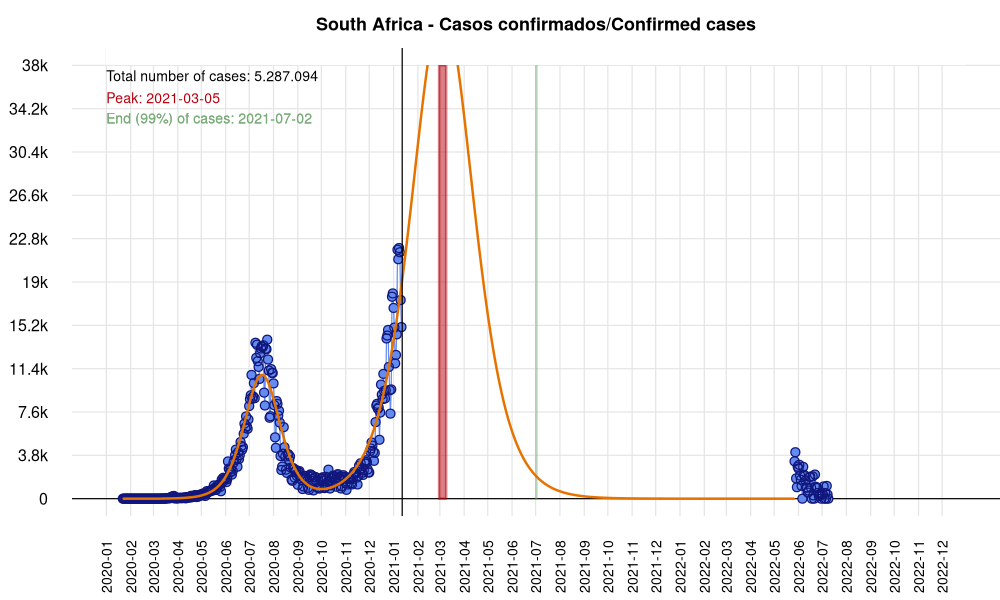 South Africa - Casos confirmados/Confirmed cases
38k
34.2k
30.4k
26.6k
22.8k
19k
15.2k
11.4k
7.6k
3.8k
0
Total number of cases: 5.287.094
Peak: 2021-03-05
End (99%) of cases: 2021-07-02
2020-01
2020-02
2020-03
2020-04
2020-05
2020-06
2020-07
2020-08
2020-09
2020-10
2020-11
2020-12
2021-01
2021-03
2021-04
2021-05
2021-06
2021-07
2021-08
2021-09
2021-10
2021-11
2021-12
2022-01
2022-02
2022-03
2022-04
2022-05
2022-06
2022-07
2022-08
2022-09
2022-10
2022-11
2022-12